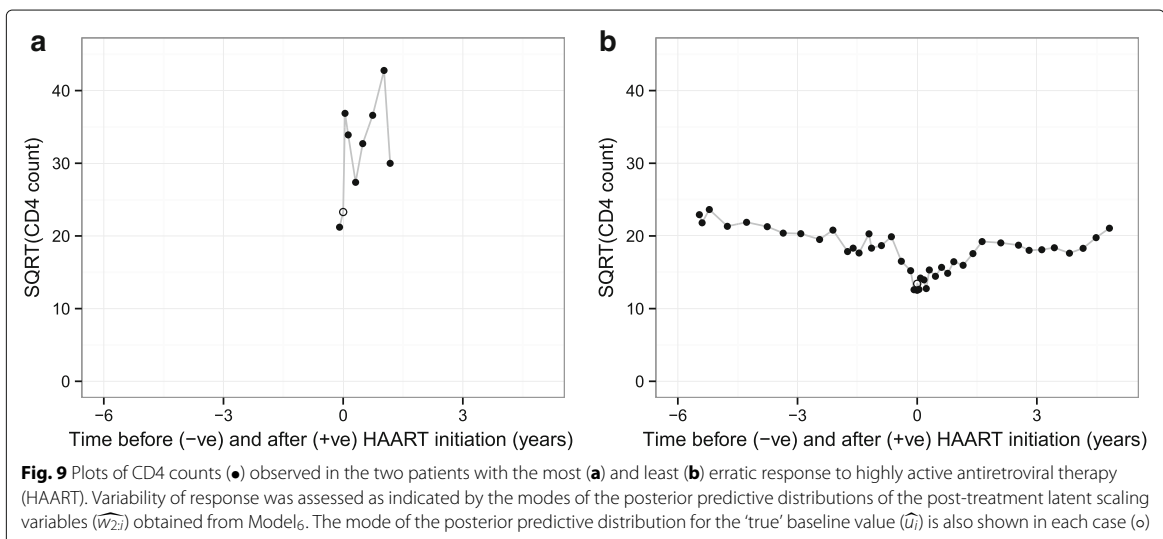 a
b
40
30
20
10
0
SQRT(CD4 count)
−6
−3
0
3
Time before (−ve) and after (+ve) HAART initiation (years)
40
30
20
10
0
SQRT(CD4 count)
−6
−3
0
3
Time before (−ve) and after (+ve) HAART initiation (years)
Fig. 9 Plots of CD4 counts (●) observed in the two patients with the most (a) and least (b) erratic response to highly active antiretroviral therapy
(HAART). Variability of response was assessed as indicated by the modes of the posterior predictive distributions of the post-treatment latent scaling
variables (ŵ₂:ᵢ) obtained from Model₆. The mode of the posterior predictive distribution for the ‘true’ baseline value (ûᵢ) is also shown in each case (○)